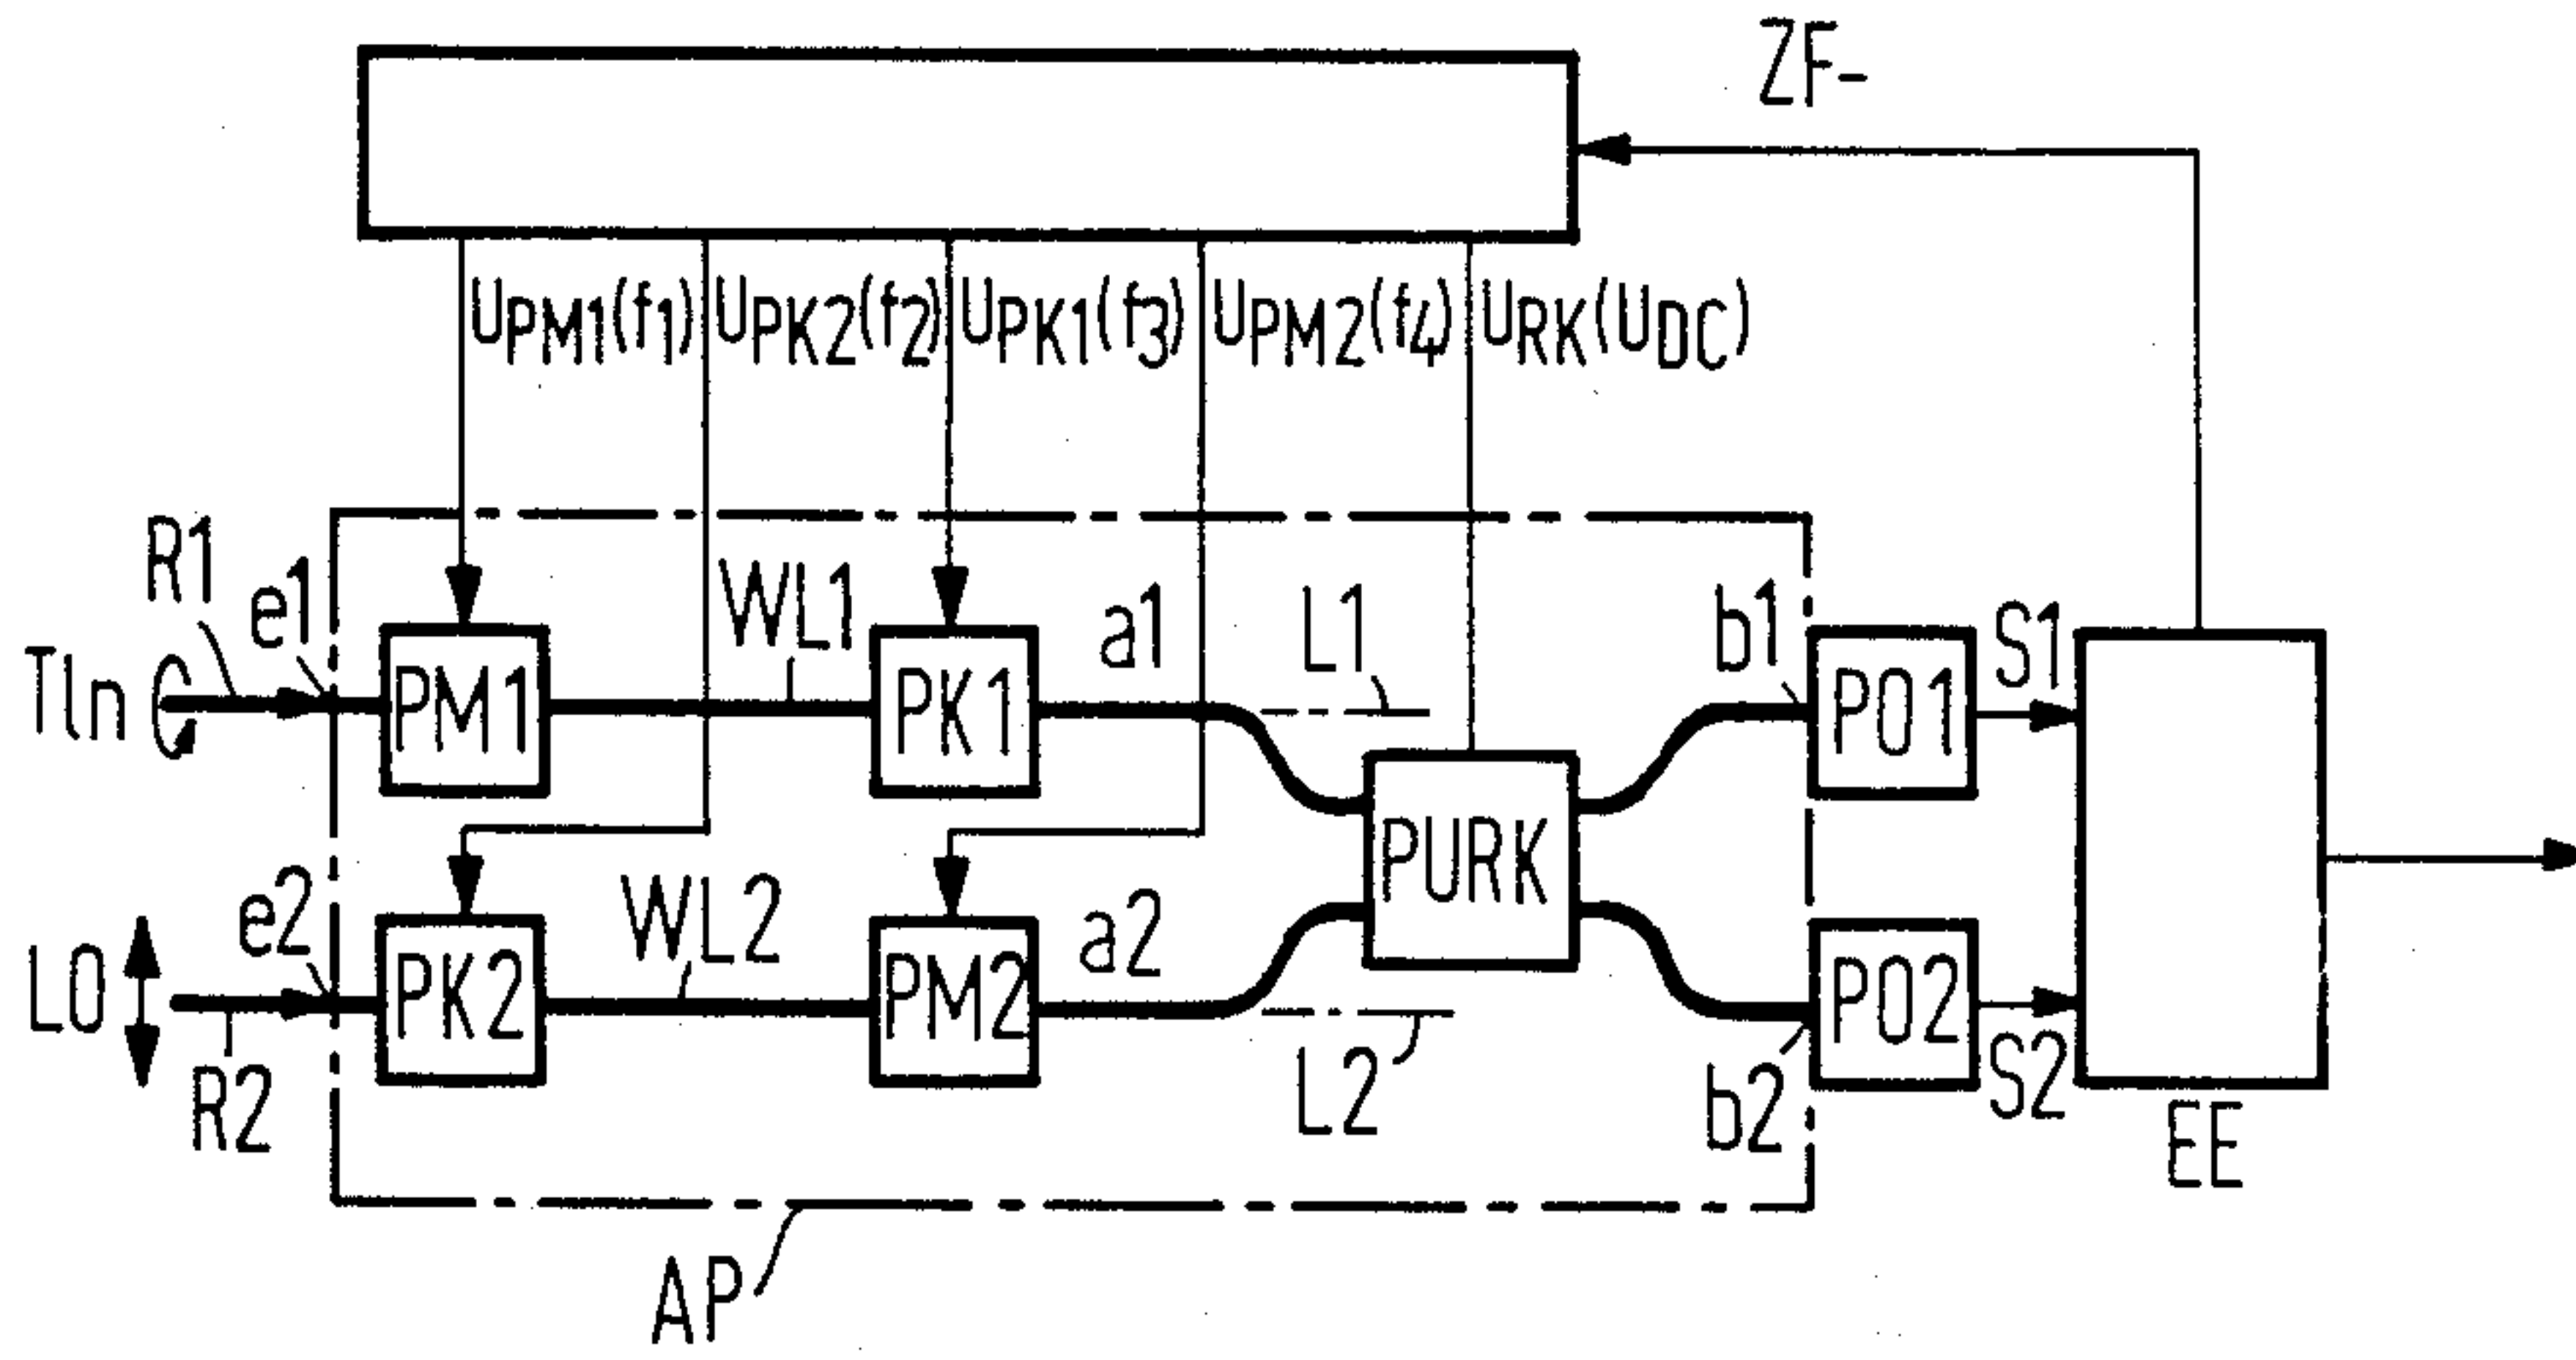 ZF-
UPM1(f1) UPK2(f2) UPK1(f3) UPM2(f4) URK(UDC)
R1 e1 WL1 a1 L1 b1 S1
Tln PM1 PK1 PO1
PURK
e2 WL2 a2
LO PK2 PM2 PO2
R2 L2 b2 S2
EE
AP